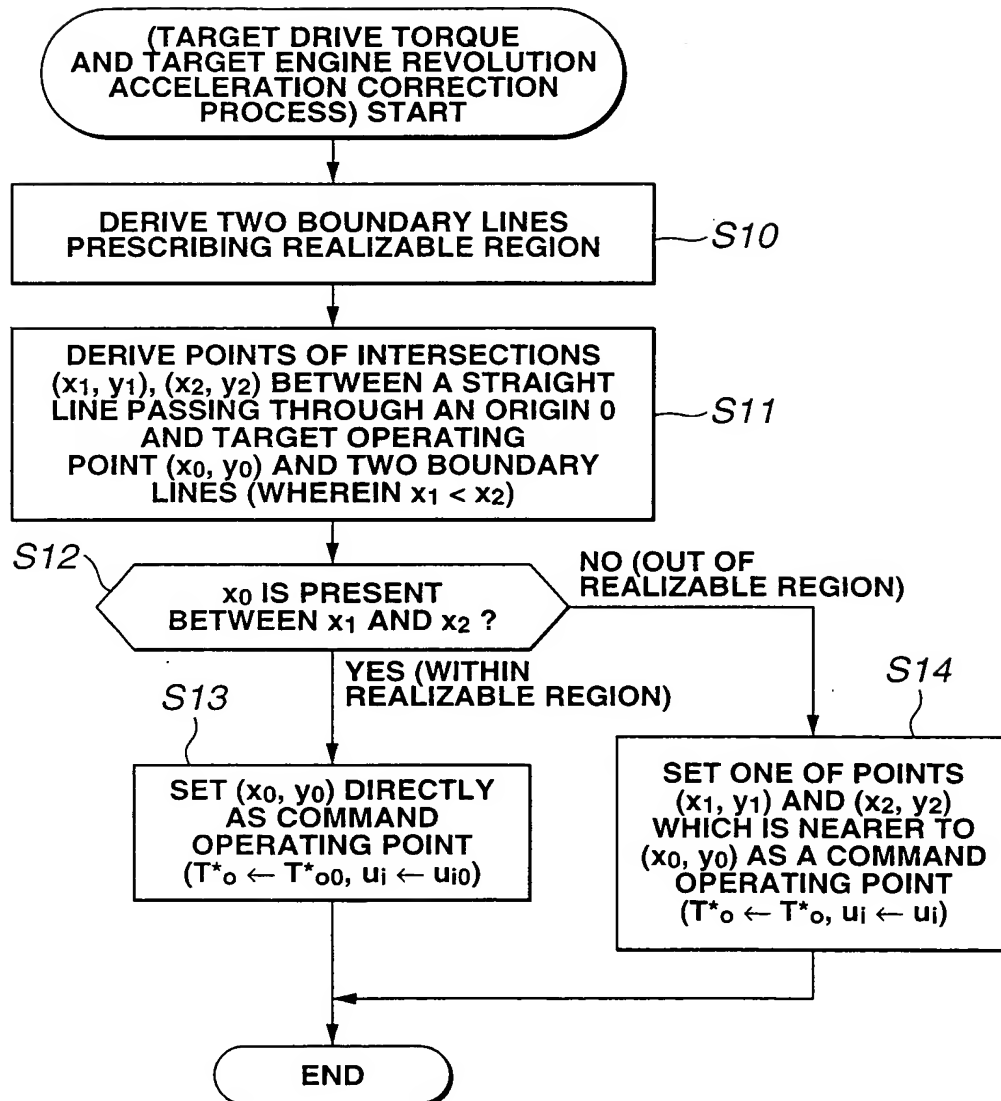 (TARGET DRIVE TORQUE
AND TARGET ENGINE REVOLUTION
ACCELERATION CORRECTION
PROCESS) START
DERIVE TWO BOUNDARY LINES
PRESCRIBING REALIZABLE REGION
S10
DERIVE POINTS OF INTERSECTIONS
(x1, y1), (x2, y2) BETWEEN A STRAIGHT
LINE PASSING THROUGH AN ORIGIN 0
AND TARGET OPERATING
POINT (x0, y0) AND TWO BOUNDARY
LINES (WHEREIN x1 < x2)
S11
S12
x0 IS PRESENT
BETWEEN x1 AND x2 ?
NO (OUT OF
REALIZABLE REGION)
YES (WITHIN
REALIZABLE REGION)
S13
SET (x0, y0) DIRECTLY
AS COMMAND
OPERATING POINT
(T*o ← T*o0, ui ← ui0)
S14
SET ONE OF POINTS
(x1, y1) AND (x2, y2)
WHICH IS NEARER TO
(x0, y0) AS A COMMAND
OPERATING POINT
(T*o ← T*o, ui ← ui)
END